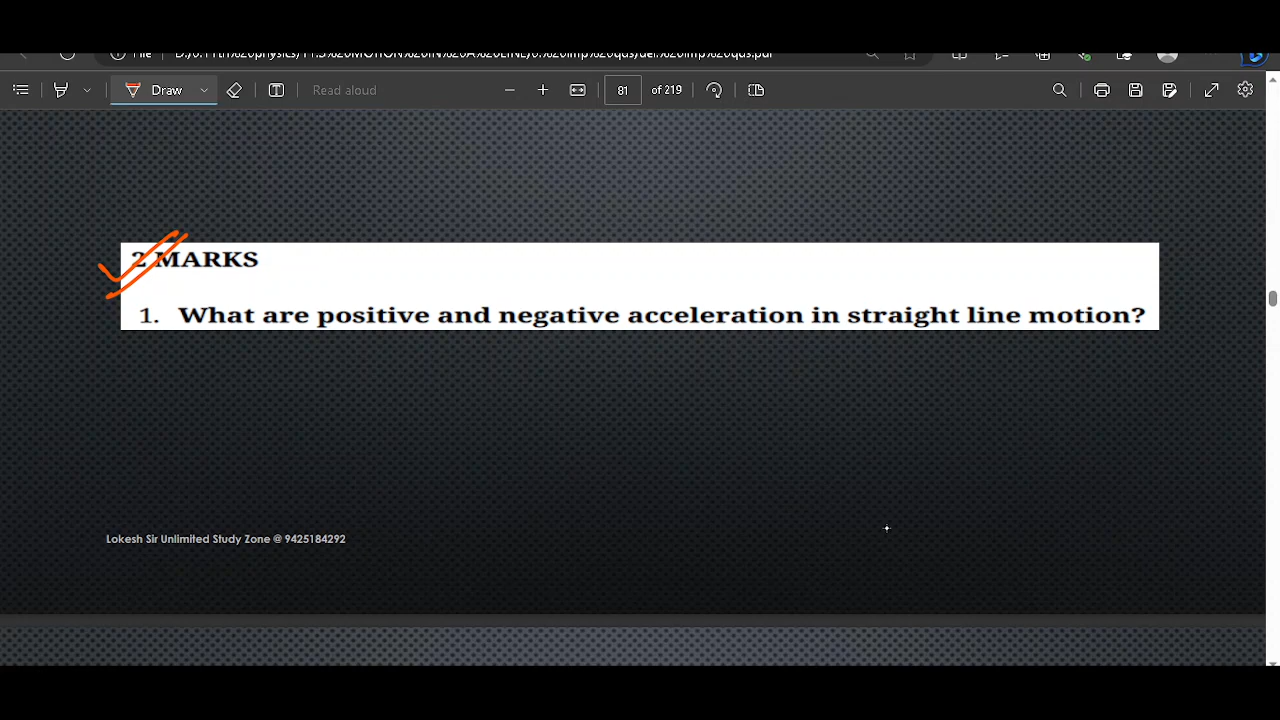 Draw
Read aloud
81 of 219
2 MARKS
1. What are positive and negative acceleration in straight line motion?
Lokesh Sir Unlimited Study Zone @ 9425184292